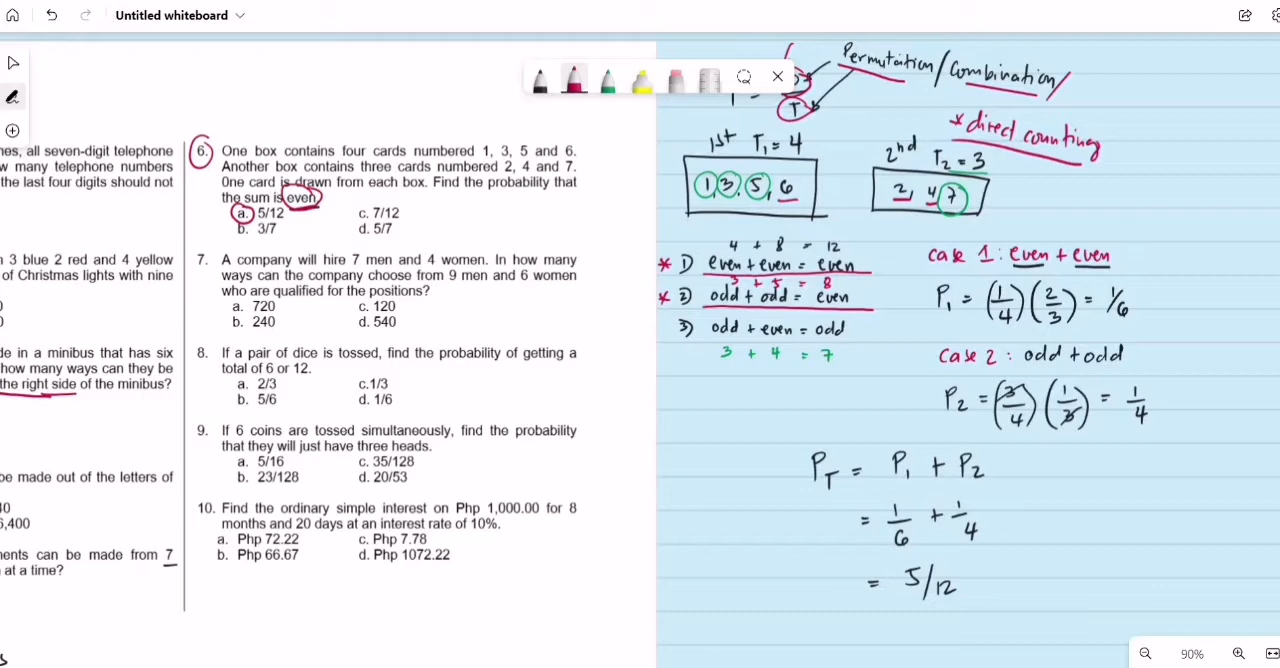 Untitled whiteboard
nes, all seven-digit telephone
w many telephone numbers
the last four digits should not
n 3 blue 2 red and 4 yellow
of Christmas lights with nine
0
0
de in a minibus that has six
how many ways can they be
the right side of the minibus?
be made out of the letters of
40
6,400
ments can be made from 7
at a time?
s
6. One box contains four cards numbered 1, 3, 5 and 6.
Another box contains three cards numbered 2, 4 and 7.
0ne card is drawn from each box. Find the probability that
the sum is even.
a. 5/12 c. 7/12
b. 3/7 d. 5/7
7. A company will hire 7 men and 4 women. In how many
ways can the company choose from 9 men and 6 women
who are qualified for the positions?
a. 720 c. 120
b. 240 d. 540
8. If a pair of dice is tossed, find the probability of getting a
total of 6 or 12.
a. 2/3 c.1/3
b. 5/6 d. 1/6
9. If 6 coins are tossed simultaneously, find the probability
that they will just have three heads.
a. 5/16 c. 35/128
b. 23/128 d. 20/53
10. Find the ordinary simple interest on Php 1,000.00 for 8
months and 20 days at an interest rate of 10%.
a. Php 72.22 c. Php 7.78
b. Php 66.67 d. Php 1072.22
Permutation/Combination/
T
* direct counting
1st T1 = 4
1, 3, 5, 6
2nd T2 = 3
2, 4, 7
4 + 8 = 12
* 1) even + even = even
3 + 5 = 8
* 2) odd + odd = even
3) odd + even = odd
3 + 4 = 7
case 1: even + even
P1 = (1/4)(2/3) = 1/6
case 2: odd + odd
P2 = (3/4)(1/3) = 1/4
PT = P1 + P2
= 1/6 + 1/4
= 5/12
90%